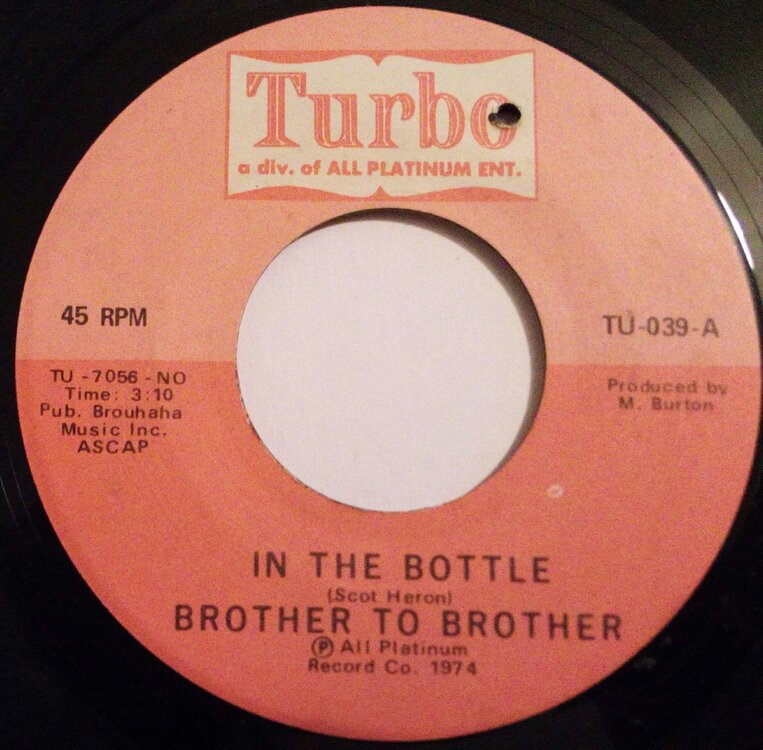 Turbo
a div. of ALL PLATINUM ENT.
45 RPM
TU-039-A
TU-7056-NO
Time: 3:10
Pub. Brouhaha
Music Inc.
ASCAP
Produced by
M. Burton
IN THE BOTTLE
(Scot Heron)
BROTHER TO BROTHER
Ⓟ All Platinum
Record Co. 1974